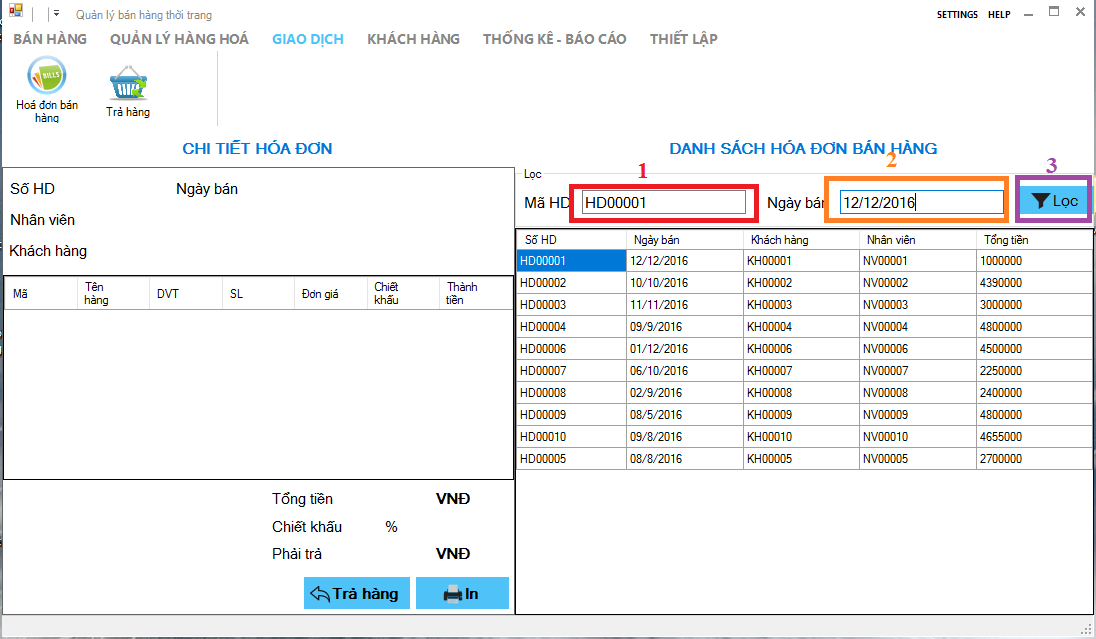 Quản lý bán hàng thời trang
SETTINGS HELP
BÁN HÀNG QUẢN LÝ HÀNG HOÁ GIAO DỊCH KHÁCH HÀNG THỐNG KÊ - BÁO CÁO THIẾT LẬP
BILLS
Hoá đơn bán
hàng
Trả hàng
CHI TIẾT HÓA ĐƠN
Số HD Ngày bán
Nhân viên
Khách hàng
Mã Tên hàng DVT SL Đơn giá Chiết khấu Thành tiền
Tổng tiền VNĐ
Chiết khấu %
Phải trả VNĐ
Trả hàng In
DANH SÁCH HÓA ĐƠN BÁN HÀNG
Lọc
1 2 3
Mã HD HD00001 Ngày bán 12/12/2016 Lọc
Số HD Ngày bán Khách hàng Nhân viên Tổng tiền
HD00001 12/12/2016 KH00001 NV00001 1000000
HD00002 10/10/2016 KH00002 NV00002 4390000
HD00003 11/11/2016 KH00003 NV00003 3000000
HD00004 09/9/2016 KH00004 NV00004 4800000
HD00006 01/12/2016 KH00006 NV00006 4500000
HD00007 06/10/2016 KH00007 NV00007 2250000
HD00008 02/9/2016 KH00008 NV00008 2400000
HD00009 08/5/2016 KH00009 NV00009 4800000
HD00010 09/8/2016 KH00010 NV00010 4655000
HD00005 08/8/2016 KH00005 NV00005 2700000